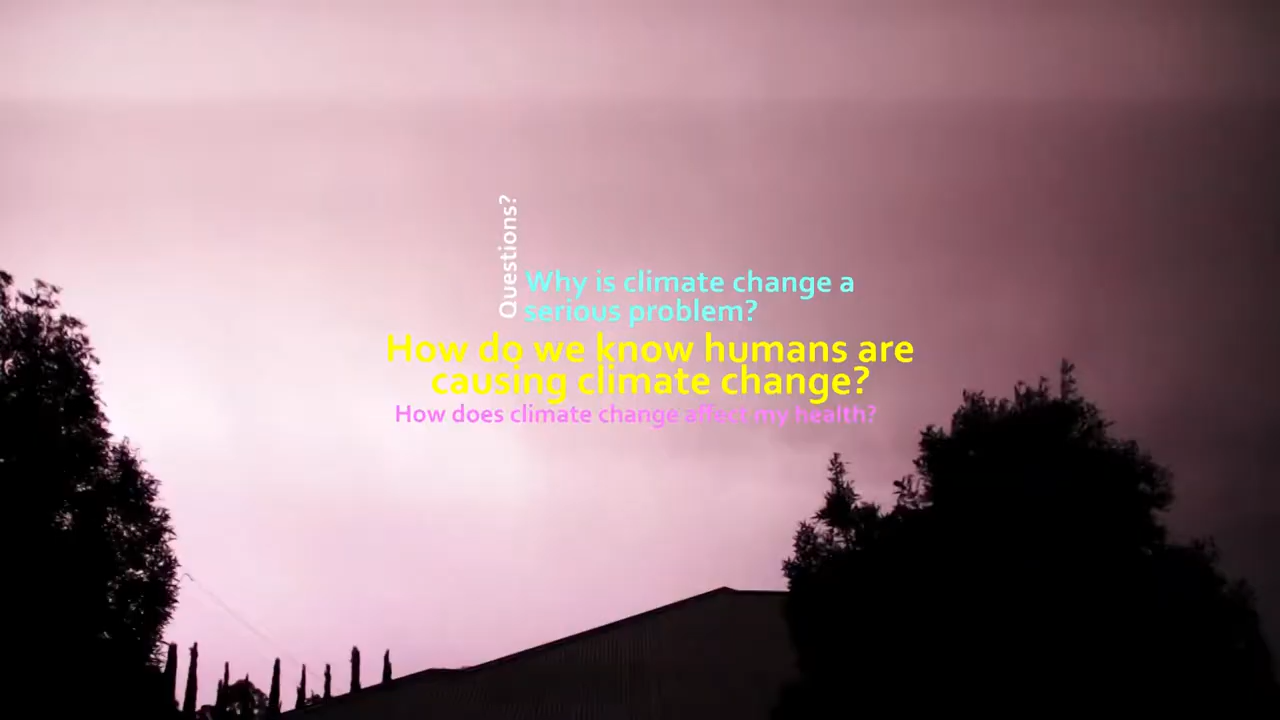 Questions?
Why is climate change a
serious problem?
How do we know humans are
causing climate change?
How does climate change affect my health?